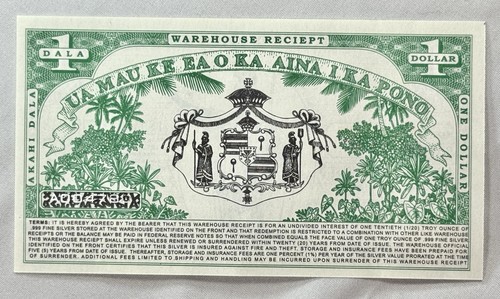 WAREHOUSE RECIEPT
1
DALA
1
DOLLAR
UA MAU KE EA O KA AINA I KA PONO
AKAHI DALA
ONE DOLLAR
TERMS: IT IS HEREBY AGREED BY THE BEARER THAT THIS WAREHOUSE RECEIPT IS FOR AN UNDIVIDED INTEREST OF ONE TENTIETH (1/20) TROY OUNCE OF
.999 FINE SILVER STORED AT THE WAREHOUSE IDENTIFIED ON THE FRONT AND THAT REDEMPTION IS RESTRICTED TO A COMBINATION WITH OTHER LIKE WAREHOUSE
RECEIPTS OR THE BALANCE MAY BE PAID IN FEDERAL RESERVE NOTES SO THAT WHEN COMBINED EQUALS THE FACE VALUE OF ONE TROY OUNCE OF .999 FINE SILVER
THIS WAREHOUSE RECEIPT SHALL EXPIRE UNLESS RENEWED OR SURRENDERED WITHIN TWENTY (20) YEARS FROM DATE OF ISSUE. THE WAREHOUSE OFFICIAL
IDENTIFIED ON THE FRONT CERTIFIES THAT THIS SILVER IS INSURED AGAINST FIRE AND THEFT. STORAGE AND INSURANCE FEES HAVE BEEN PREPAID FOR
(5) YEARS FROM DATE OF ISSUE. THEREAFTER, STORAGE AND INSURANCE FEES ARE ONE PERCENT (1%) PER YEAR OF THE SILVER VALUE PRORATED AT THE TIME
OF SURRENDER. ADDITIONAL FEES LIMITED TO SHIPPING AND HANDLING MAY BE INCURRED UPON SURRENDER OF THIS WAREHOUSE RECEIPT